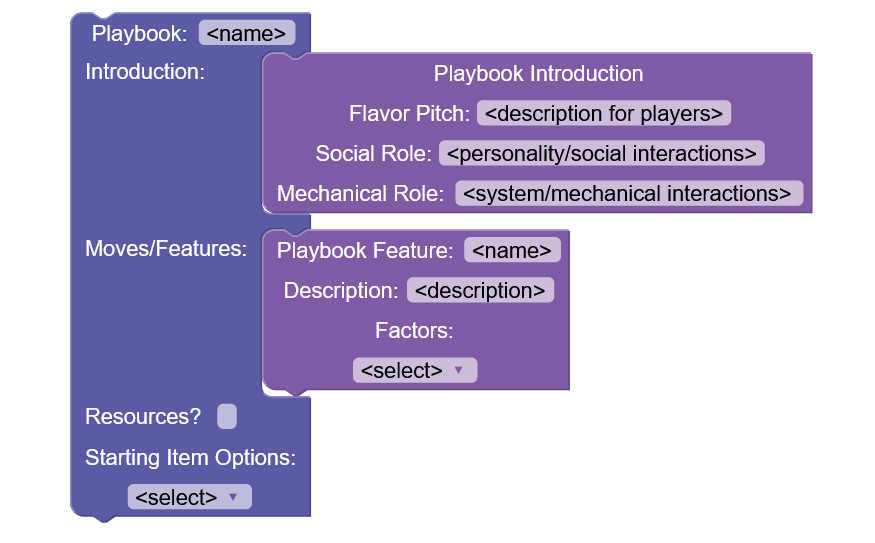 Playbook: <name>
Introduction:
Playbook Introduction
Flavor Pitch: <description for players>
Social Role: <personality/social interactions>
Mechanical Role: <system/mechanical interactions>
Moves/Features:
Playbook Feature: <name>
Description: <description>
Factors:
<select>
Resources?
Starting Item Options:
<select>